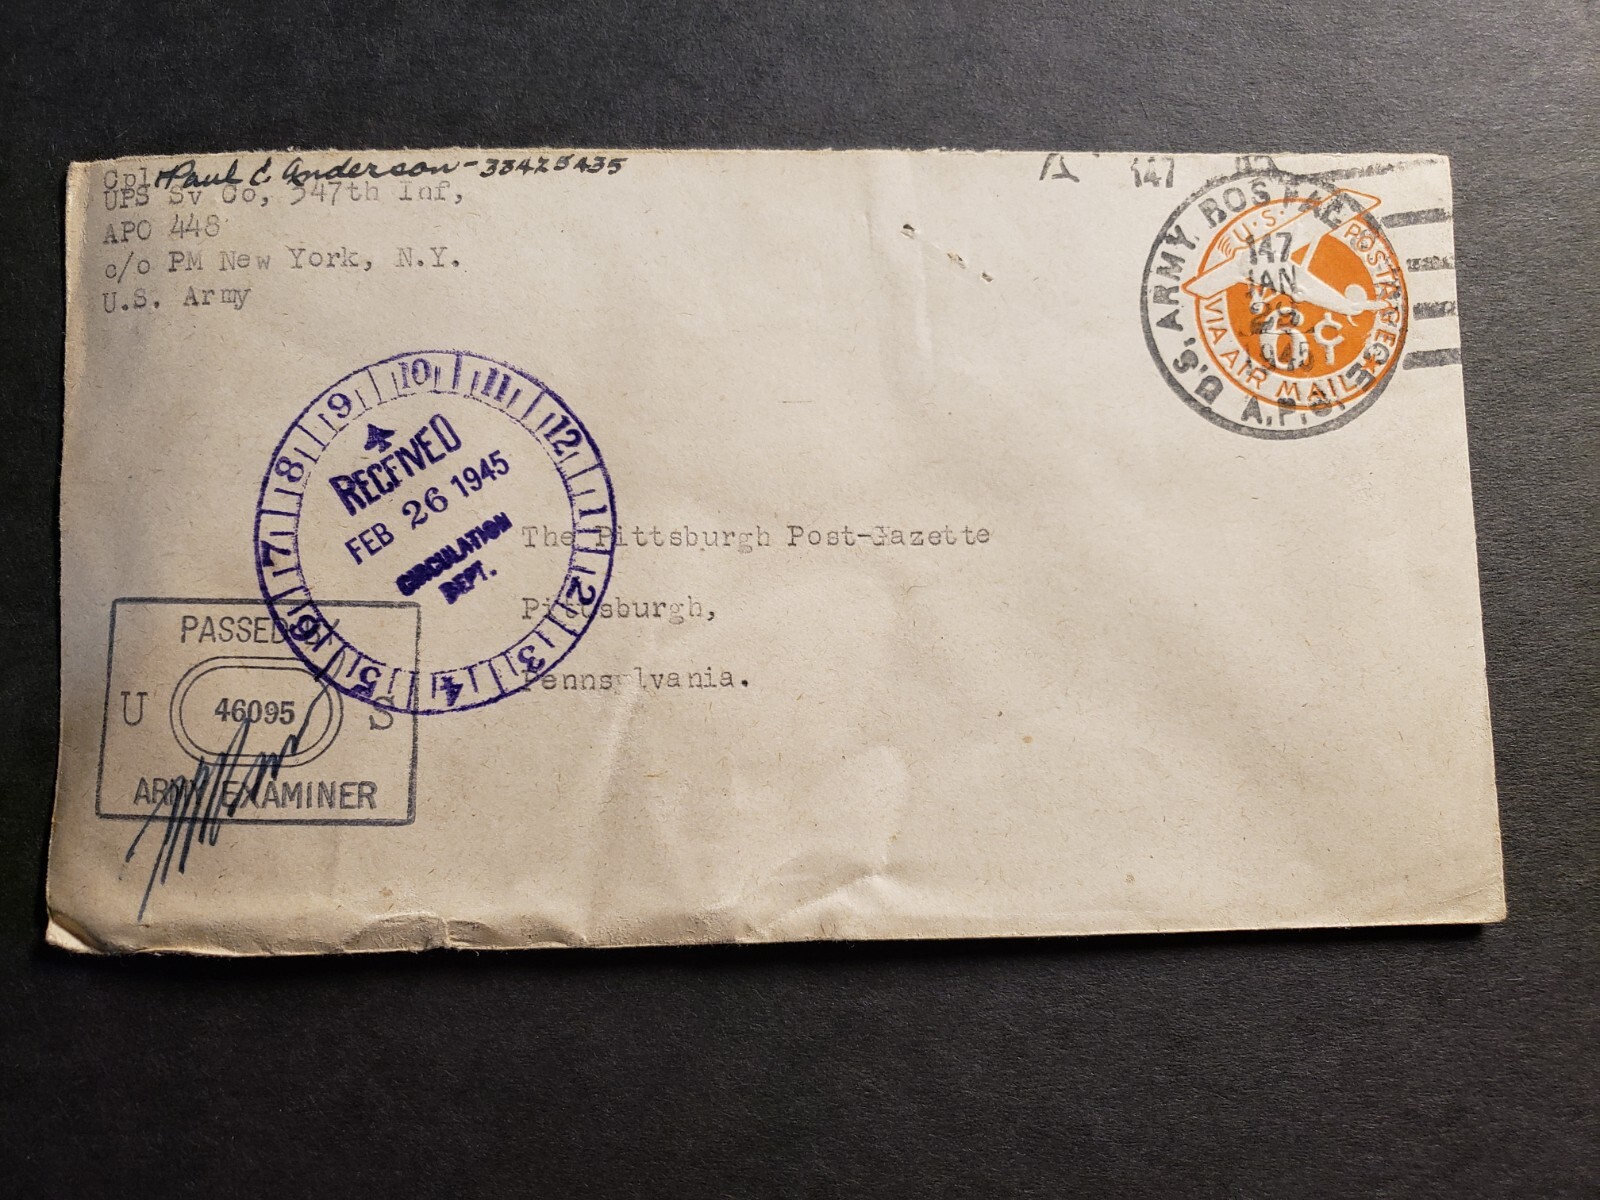 Cpl. Paul E Anderson - 33425435
UPS Sv Co, 347th Inf,
APO 448
c/o PM New York, N.Y.
U.S. Army
147
U.S. ARMY POSTAL SERVICE
A.P.O.
147
JAN
1945
U.S. POSTAGE
6¢
VIA AIR MAIL
10 11 12 1 2 3 4 5 6 7 8 9
RECEIVED
FEB 26 1945
CIRCULATION
DEPT.
The Pittsburgh Post-Gazette
Pittsburgh,
Pennsylvania.
PASSED BY
U 46095 S
ARMY EXAMINER